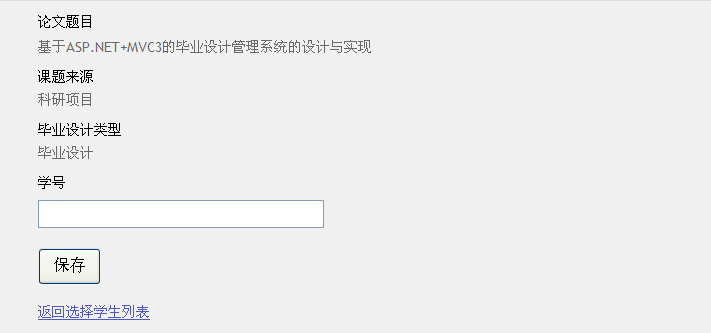 论文题目
基于ASP.NET+MVC3的毕业设计管理系统的设计与实现
课题来源
科研项目
毕业设计类型
毕业设计
学号
保存
返回选择学生列表